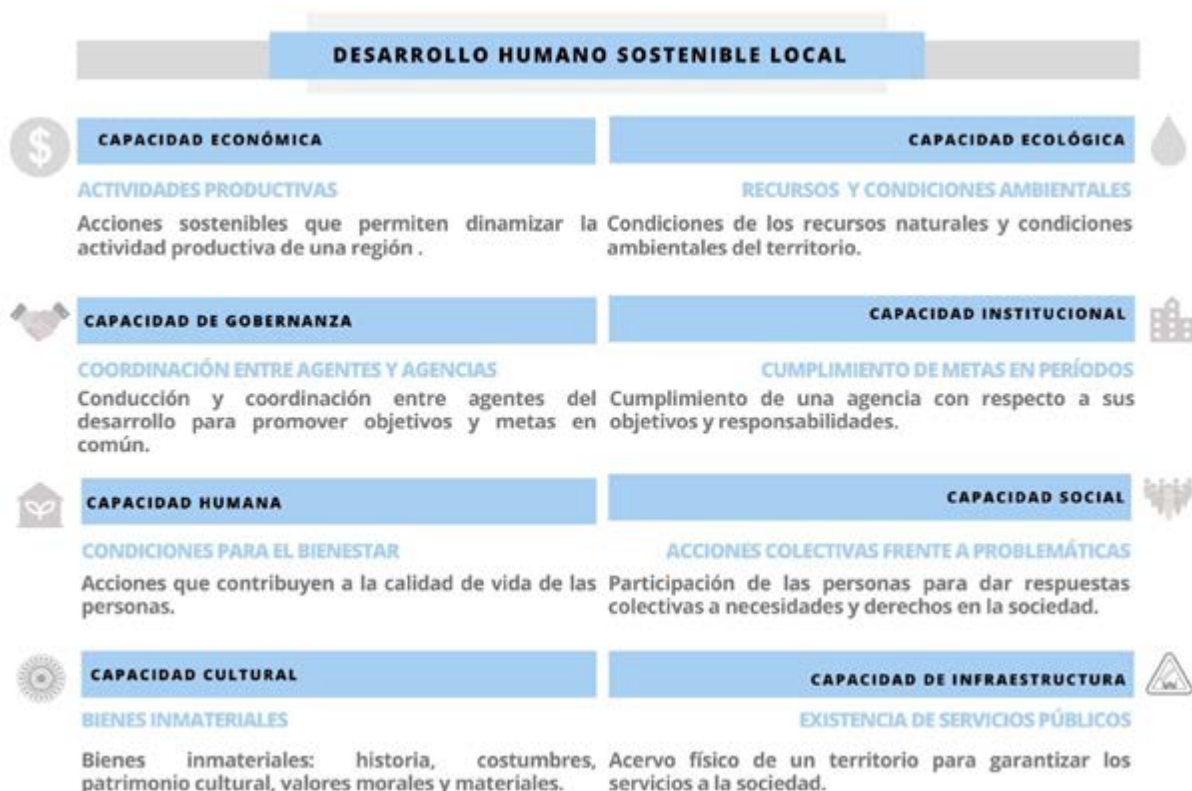 DESARROLLO HUMANO SOSTENIBLE LOCAL
CAPACIDAD ECONÓMICA
ACTIVIDADES PRODUCTIVAS
Acciones sostenibles que permiten dinamizar la
actividad productiva de una región .
CAPACIDAD ECOLÓGICA
RECURSOS Y CONDICIONES AMBIENTALES
Condiciones de los recursos naturales y condiciones
ambientales del territorio.
CAPACIDAD DE GOBERNANZA
COORDINACIÓN ENTRE AGENTES Y AGENCIAS
Conducción y coordinación entre agentes del
desarrollo para promover objetivos y metas en
común.
CAPACIDAD INSTITUCIONAL
CUMPLIMIENTO DE METAS EN PERÍODOS
Cumplimiento de una agencia con respecto a sus
objetivos y responsabilidades.
CAPACIDAD HUMANA
CONDICIONES PARA EL BIENESTAR
Acciones que contribuyen a la calidad de vida de las
personas.
CAPACIDAD SOCIAL
ACCIONES COLECTIVAS FRENTE A PROBLEMÁTICAS
Participación de las personas para dar respuestas
colectivas a necesidades y derechos en la sociedad.
CAPACIDAD CULTURAL
BIENES INMATERIALES
Bienes inmateriales: historia, costumbres,
patrimonio cultural, valores morales y materiales.
CAPACIDAD DE INFRAESTRUCTURA
EXISTENCIA DE SERVICIOS PÚBLICOS
Acervo físico de un territorio para garantizar los
servicios a la sociedad.